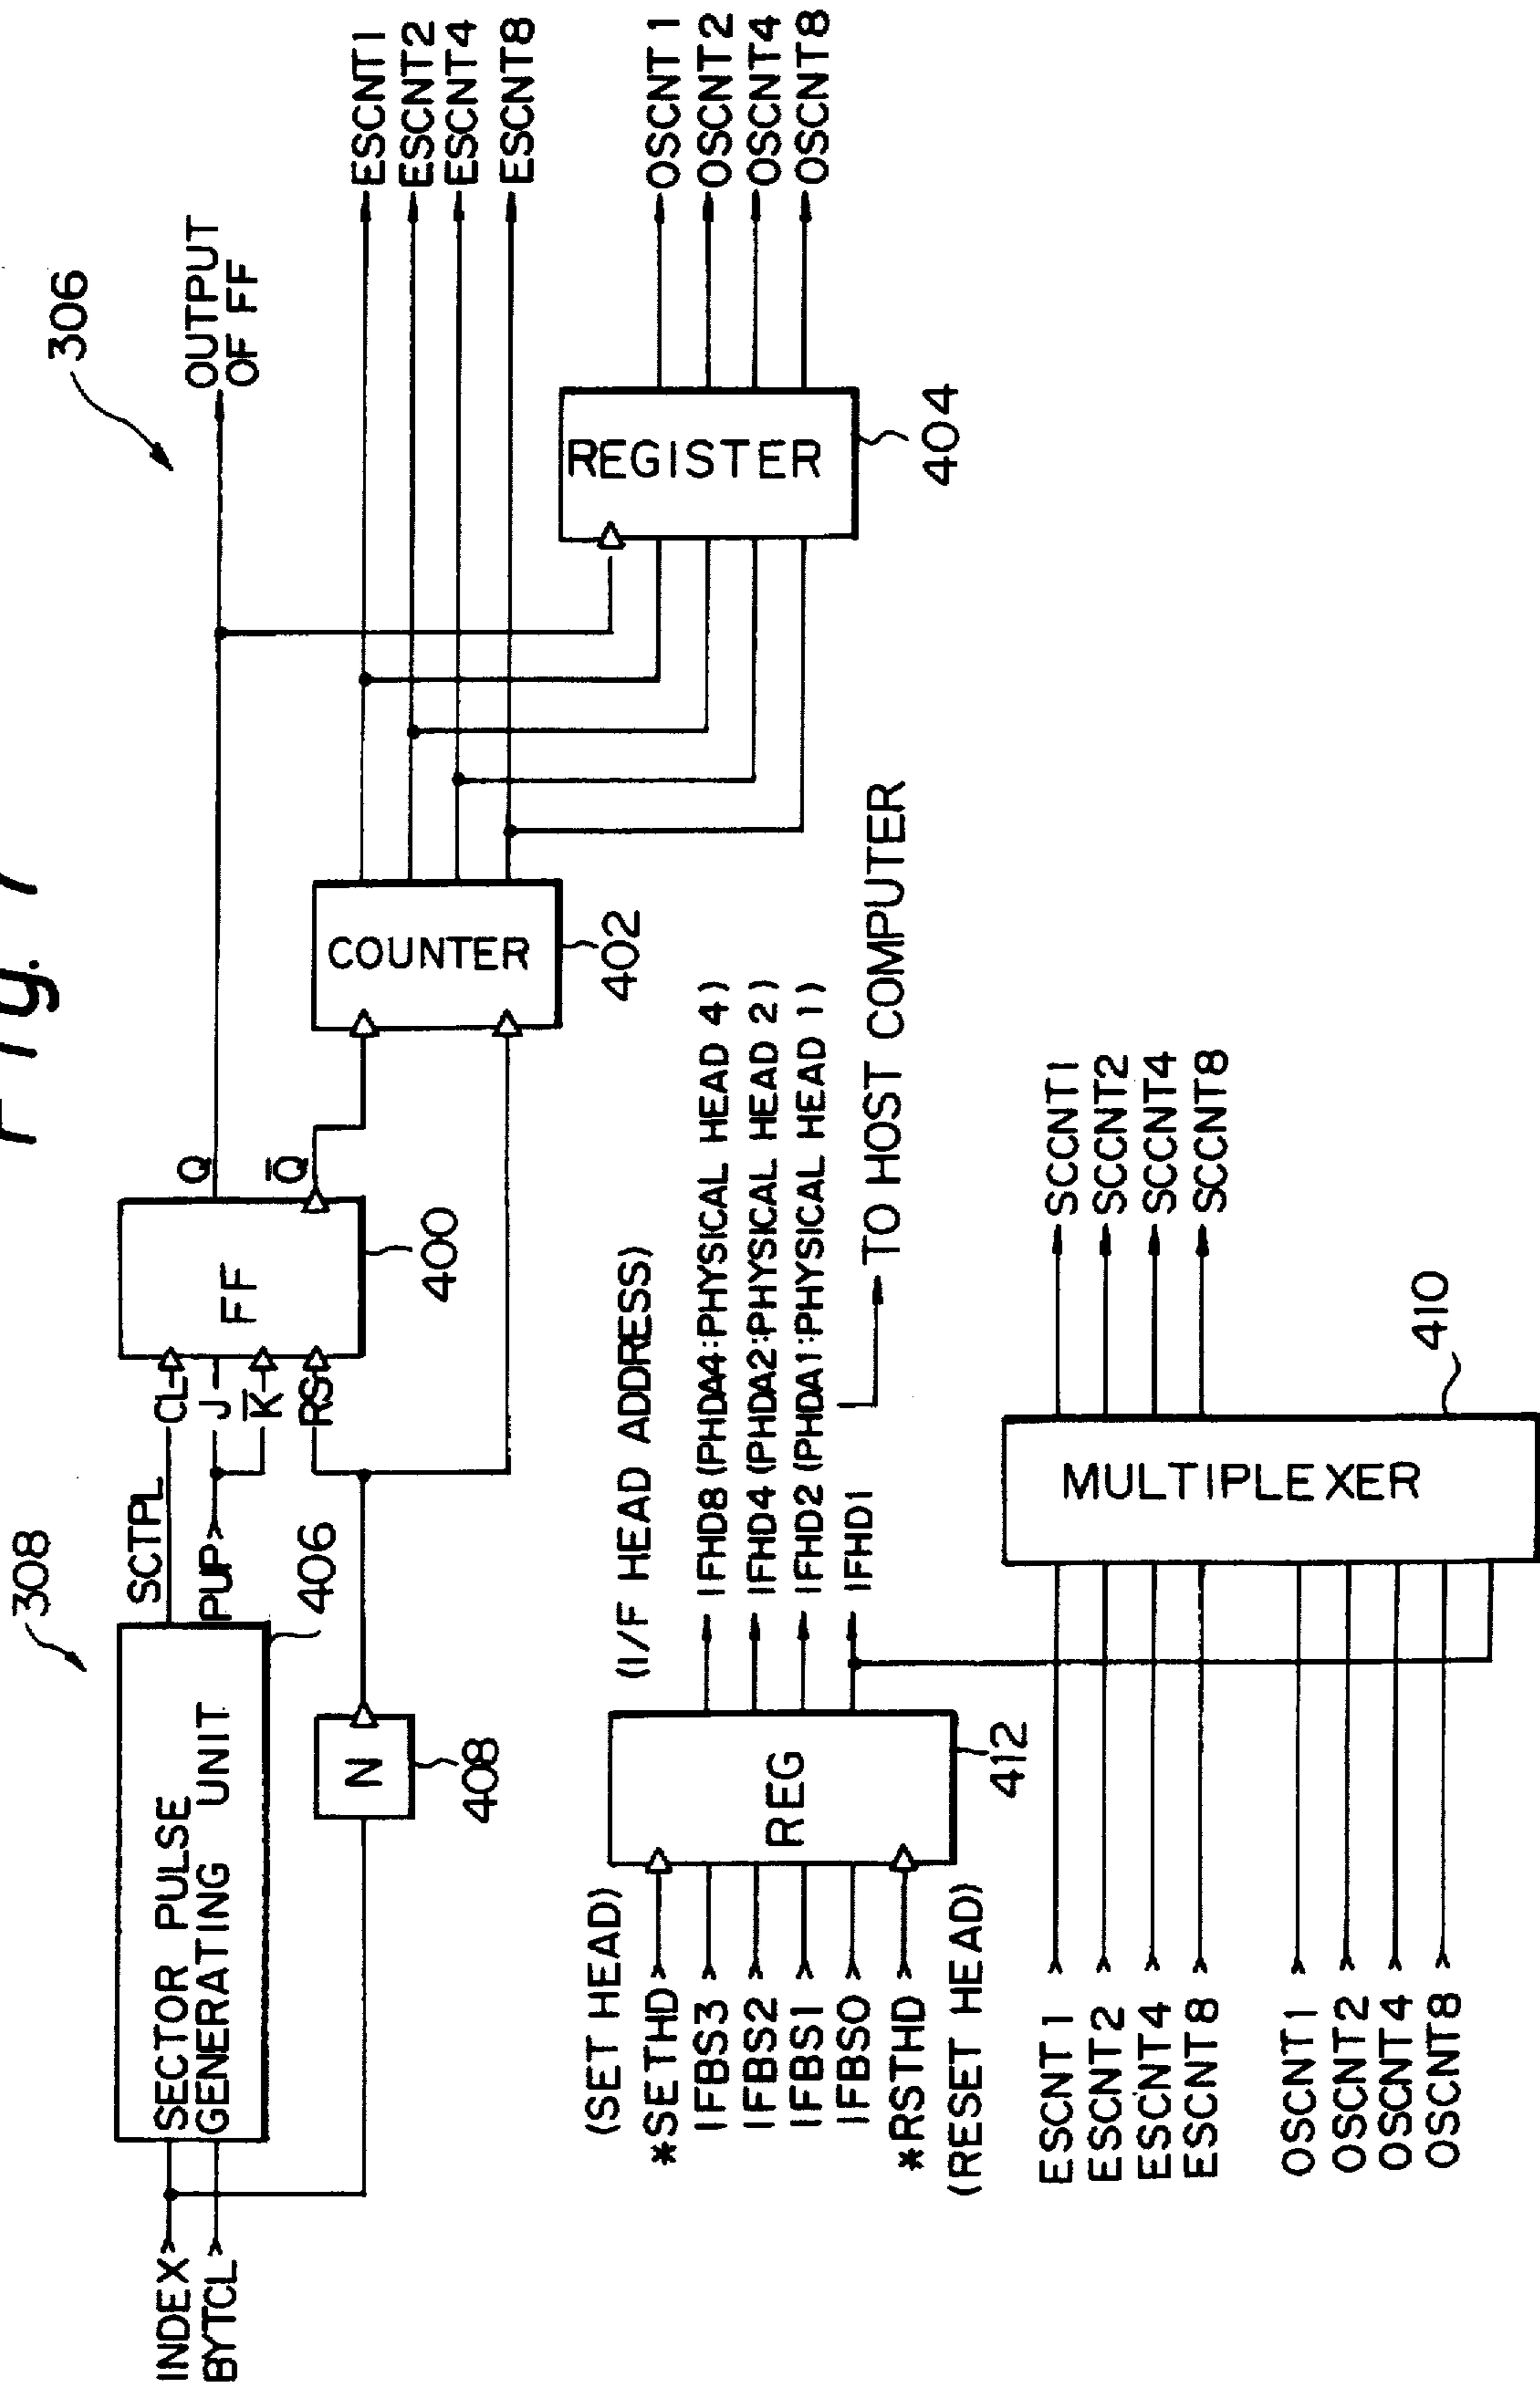 Fig. 7
308
306
INDEX
BYTCL
SECTOR PULSE
GENERATING UNIT
406
SCTPL
PUP
CL
J
K̅
RS
FF
400
Q
Q̅
OUTPUT
OF FF
N
408
COUNTER
402
ESCNT1
ESCNT2
ESCNT4
ESCNT8
REGISTER
404
OSCNT1
OSCNT2
OSCNT4
OSCNT8
(SET HEAD)
*SETHD
IFBS3
IFBS2
IFBS1
IFBS0
*RSTHD
(RESET HEAD)
REG
412
(I/F HEAD ADDRESS)
IFHD8 (PHDA4:PHYSICAL HEAD 4)
IFHD4 (PHDA2:PHYSICAL HEAD 2)
IFHD2 (PHDA1:PHYSICAL HEAD 1)
IFHD1
TO HOST COMPUTER
ESCNT1
ESCNT2
ESCNT4
ESCNT8
OSCNT1
OSCNT2
OSCNT4
OSCNT8
MULTIPLEXER
410
SCCNT1
SCCNT2
SCCNT4
SCCNT8